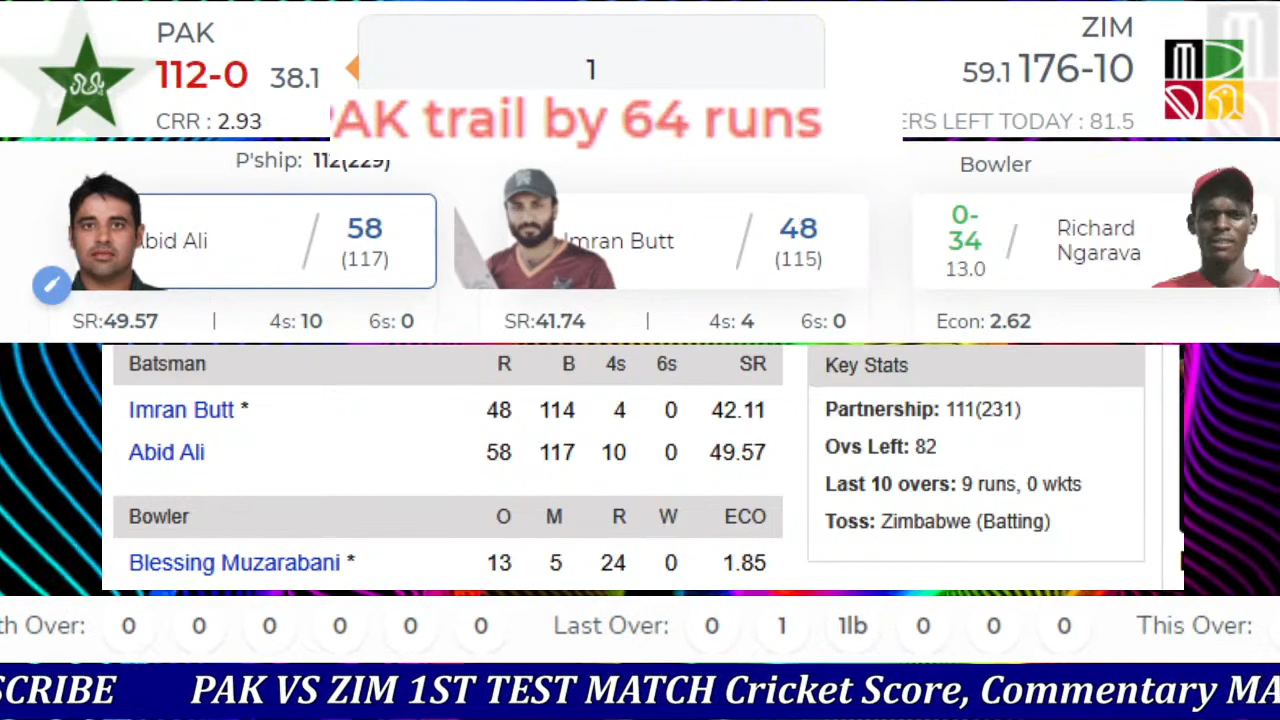 PAK
112-0 38.1
CRR : 2.93
1
PAK trail by 64 runs
ZIM
59.1 176-10
ERS LEFT TODAY : 81.5
P'ship: 112(229)
Abid Ali
58
(117)
SR:49.57 | 4s: 10 6s: 0
Imran Butt
48
(115)
SR:41.74 | 4s: 4 6s: 0
Bowler
0-
34
13.0
Richard
Ngarava
Econ: 2.62
Batsman R B 4s 6s SR
Imran Butt * 48 114 4 0 42.11
Abid Ali 58 117 10 0 49.57
Bowler O M R W ECO
Blessing Muzarabani * 13 5 24 0 1.85
Key Stats
Partnership: 111(231)
Ovs Left: 82
Last 10 overs: 9 runs, 0 wkts
Toss: Zimbabwe (Batting)
th Over: 0 0 0 0 0 0 Last Over: 0 1 1lb 0 0 0 This Over:
SCRIBE PAK VS ZIM 1ST TEST MATCH Cricket Score, Commentary MA